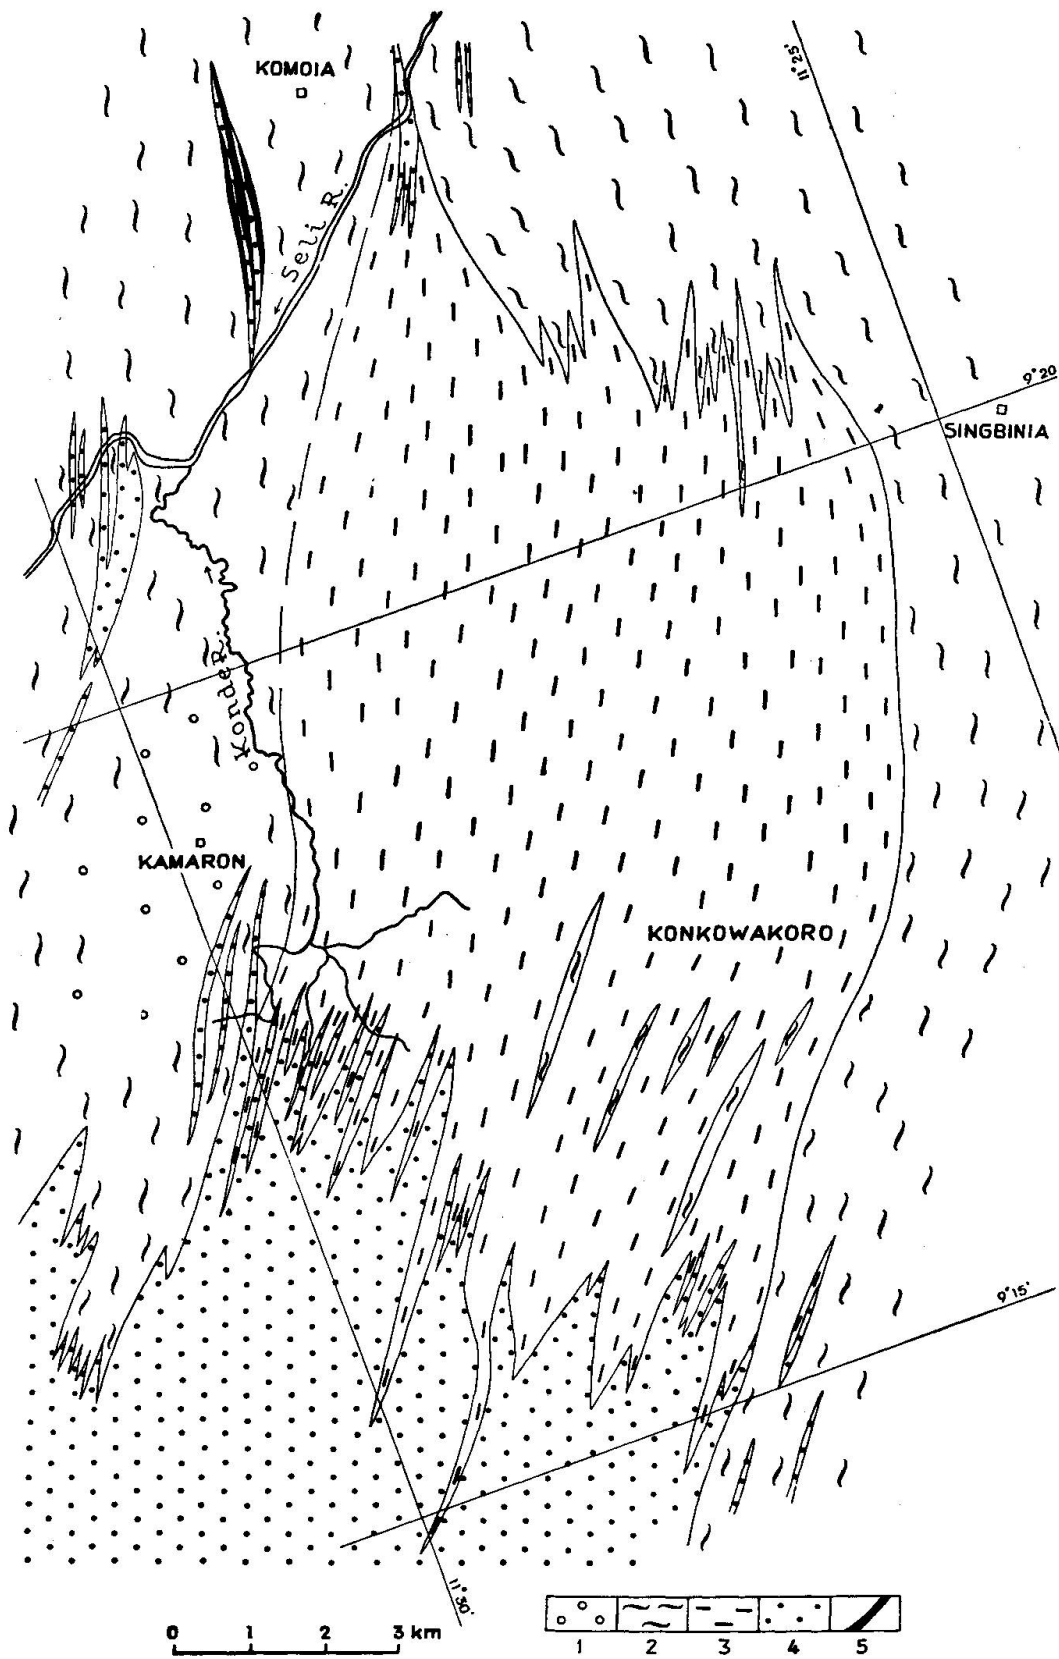 KOMOIA
11° 25'
← Seli R.
9° 20
SINGBINIA
Konde R.
KAMARON
KONKOWAKORO
9° 15'
11° 30'
0 1 2 3 km
1 2 3 4 5